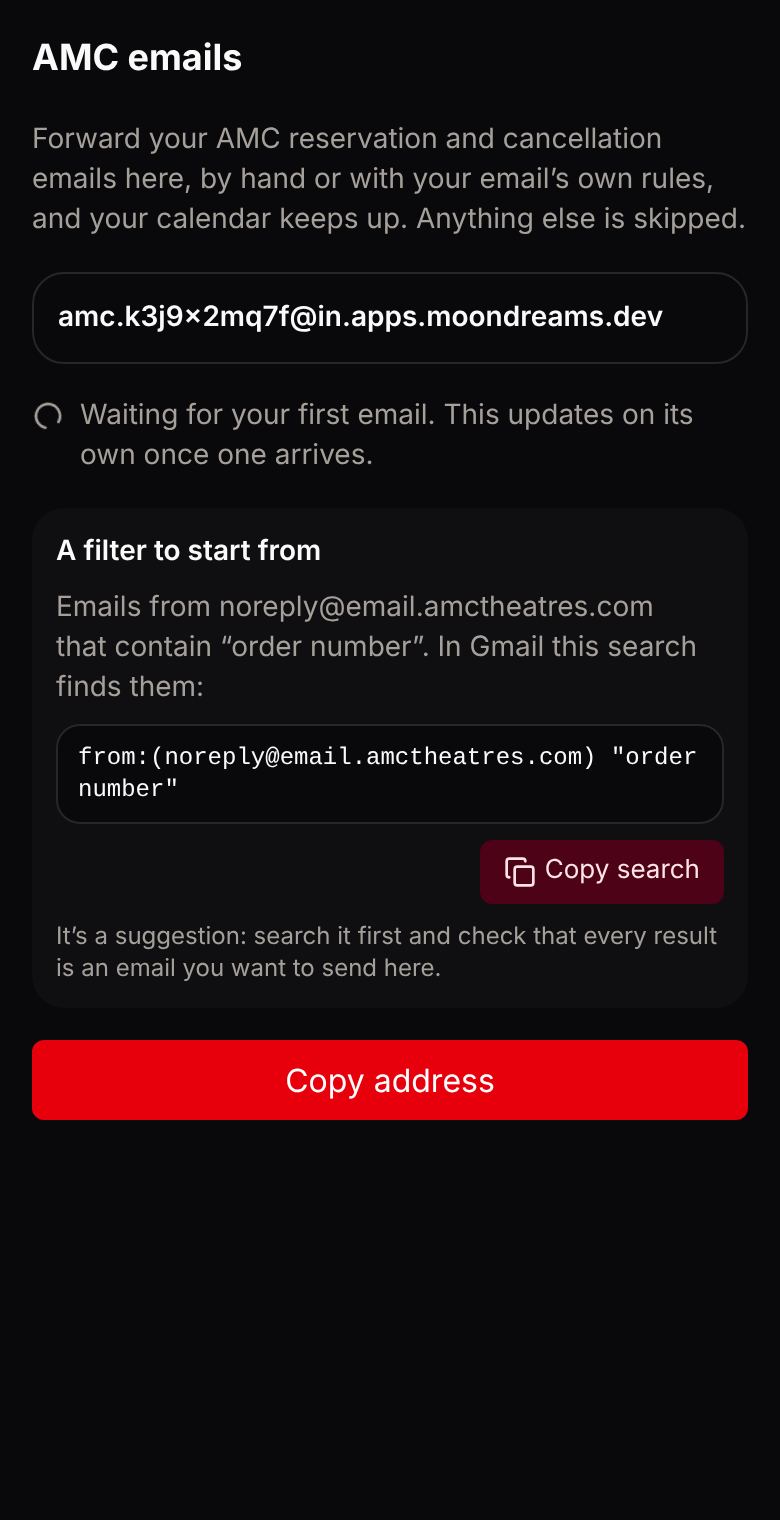 AMC emails
Forward your AMC reservation and cancellation
emails here, by hand or with your email’s own rules,
and your calendar keeps up. Anything else is skipped.
amc.k3j9×2mq7f@in.apps.moondreams.dev
Waiting for your first email. This updates on its
own once one arrives.
A filter to start from
Emails from noreply@email.amctheatres.com
that contain “order number”. In Gmail this search
finds them:
from:(noreply@email.amctheatres.com) "order
number"
Copy search
It’s a suggestion: search it first and check that every result
is an email you want to send here.
Copy address